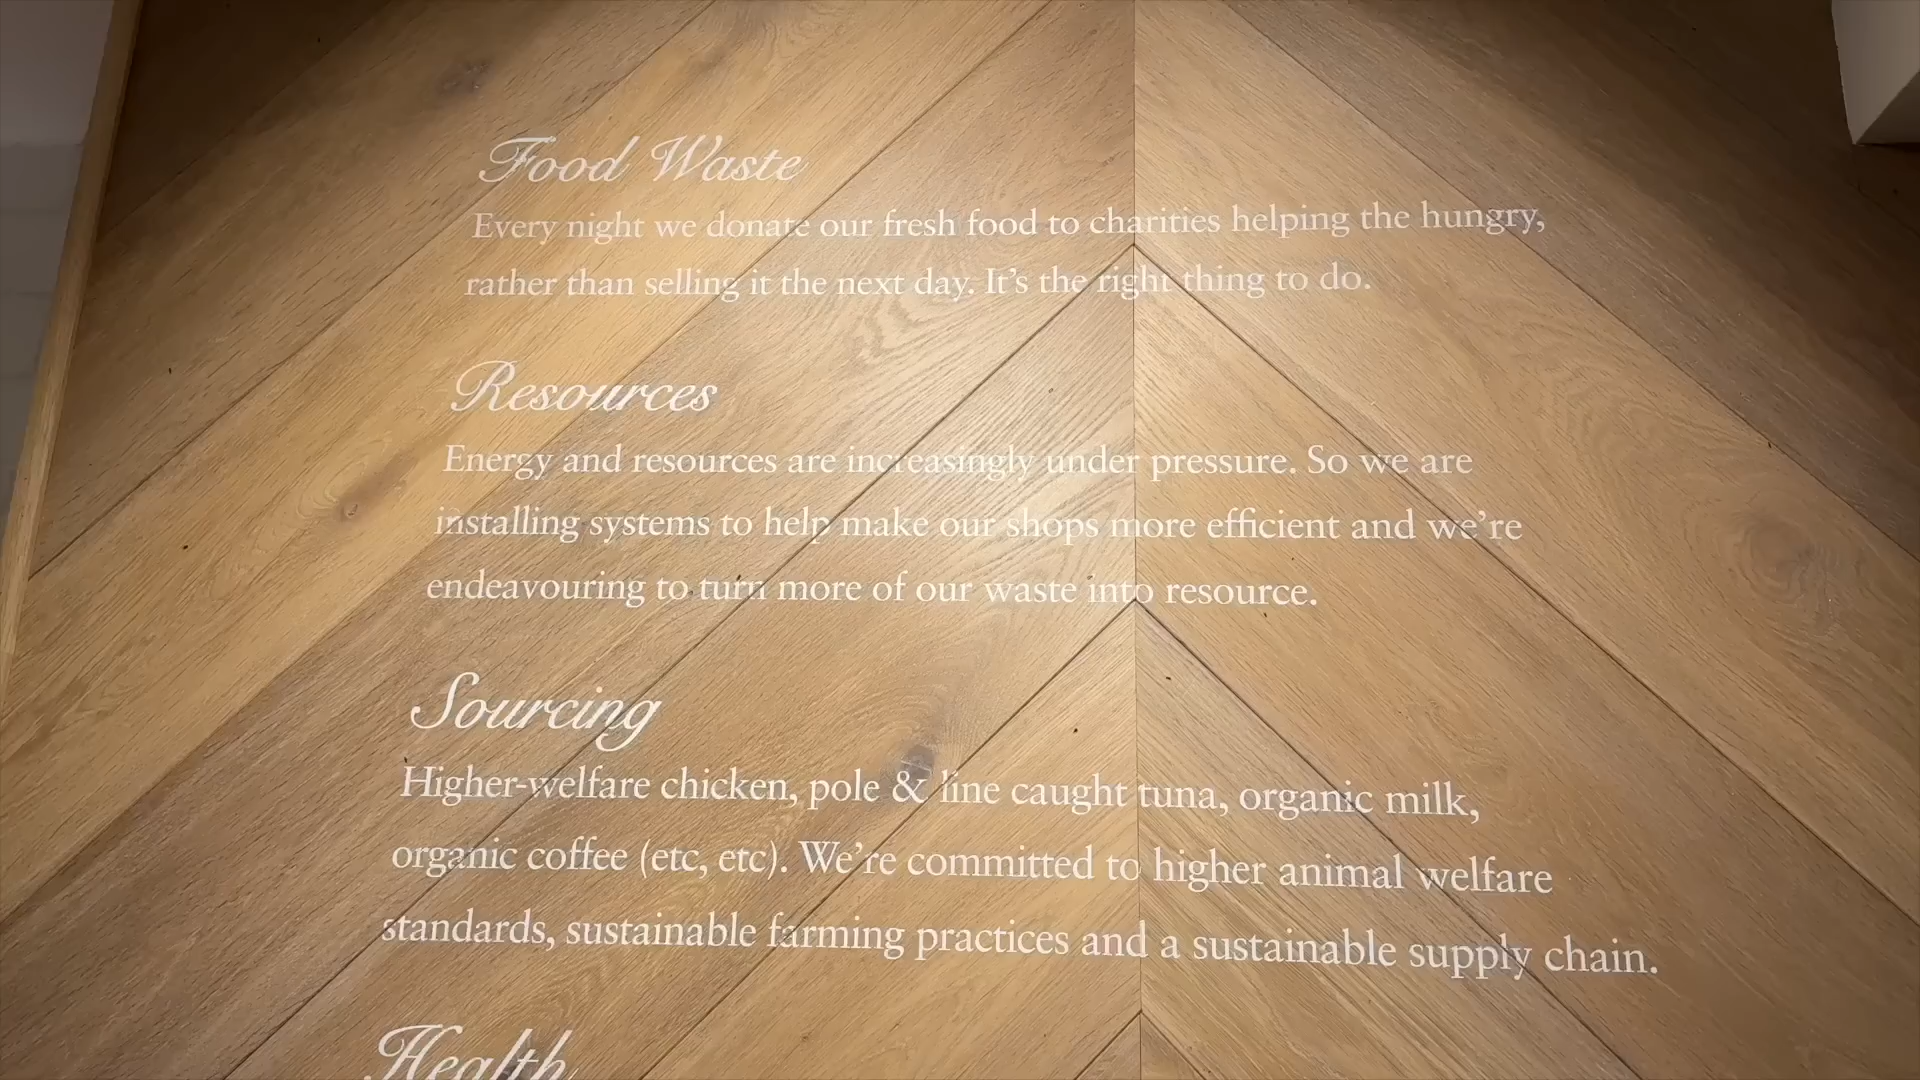 Food Waste
Every night we donate our fresh food to charities helping the hungry,
rather than selling it the next day. It's the right thing to do.
Resources
Energy and resources are increasingly under pressure. So we are
installing systems to help make our shops more efficient and we're
endeavouring to turn more of our waste into resource.
Sourcing
Higher-welfare chicken, pole & line caught tuna, organic milk,
organic coffee (etc, etc). We're committed to higher animal welfare
standards, sustainable farming practices and a sustainable supply chain.
Health